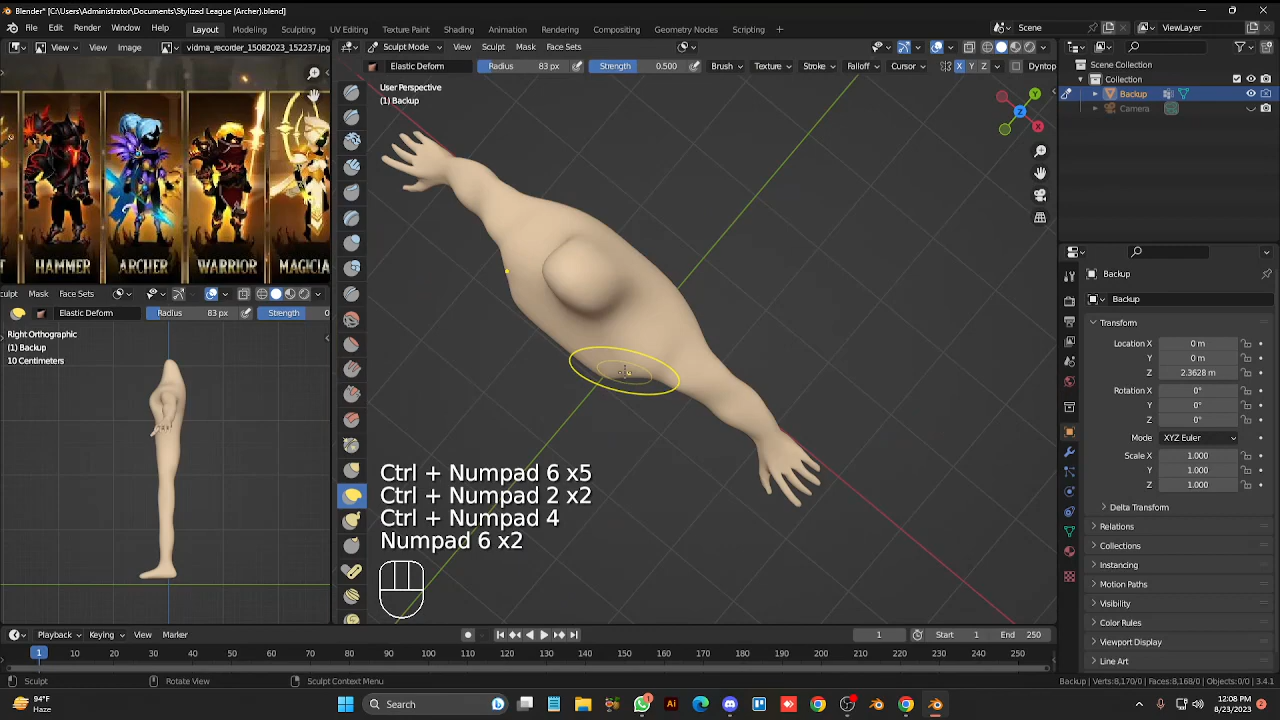 Blender* [C:\Users\Administrator\Documents\Stylized League (Archer).blend]
File Edit Render Window Help Layout Modeling Sculpting UV Editing Texture Paint Shading Animation Rendering Compositing Geometry Nodes Scripting Scene ViewLayer
View View Image vidma_recorder_15082023_152237.jpg Sculpt Mode View Sculpt Mask Face Sets
Elastic Deform Radius 83 px Strength 0.500 Brush Texture Stroke Falloff Cursor X Y Z Dyntop
Scene Collection
Collection
Backup
Camera
User Perspective
(1) Backup
Y
Z
X
HAMMER ARCHER WARRIOR MAGICIA
Mask Face Sets
Elastic Deform Radius 83 px Strength 0
Right Orthographic
(1) Backup
10 Centimeters
Ctrl + Numpad 6 x5
Ctrl + Numpad 2 x2
Ctrl + Numpad 4
Numpad 6 x2
Backup
Backup
Transform
Location X 0 m
Y 0 m
Z 2.3628 m
Rotation X 0°
Y 0°
Z 0°
Mode XYZ Euler
Scale X 1.000
Y 1.000
Z 1.000
Delta Transform
Relations
Collections
Instancing
Motion Paths
Visibility
Color Rules
Viewport Display
Line Art
Playback Keying View Marker 1 Start 1 End 250
1 10 20 30 40 50 60 70 80 90 100 110 120 130 140 150 160 170 180 190 200 210 220 230 240 250
Sculpt Rotate View Sculpt Context Menu Backup | Verts:8,170/0 | Faces:8,168/0 | Objects:0/0 | 3.4.1
94°F
Haze
Search
1
12:08 PM
8/23/2023
2